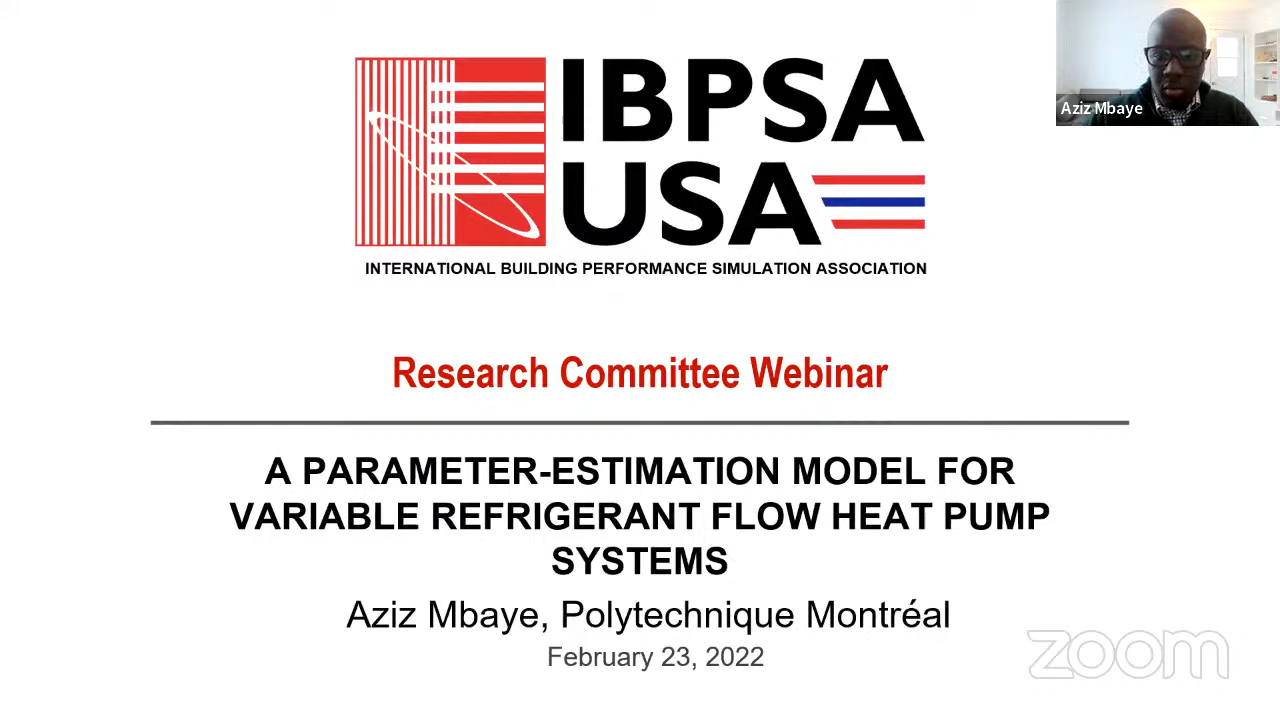 Aziz Mbaye
IBPSA
USA
INTERNATIONAL BUILDING PERFORMANCE SIMULATION ASSOCIATION
Research Committee Webinar
A PARAMETER-ESTIMATION MODEL FOR
VARIABLE REFRIGERANT FLOW HEAT PUMP
SYSTEMS
Aziz Mbaye, Polytechnique Montréal
February 23, 2022
zoom